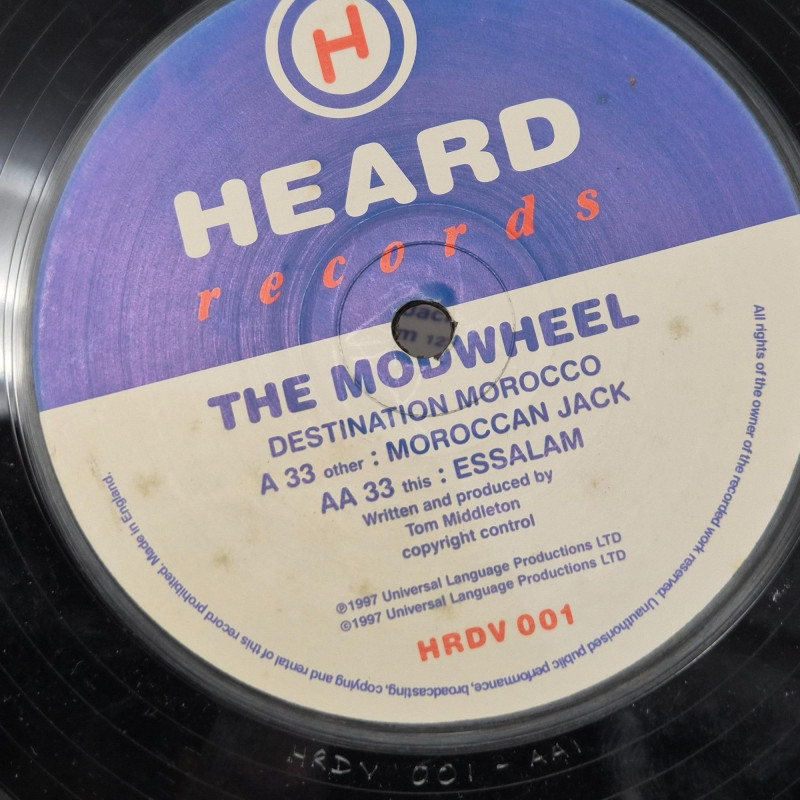 H
HEARD
records
THE MODWHEEL
DESTINATION MOROCCO
A 33 other : MOROCCAN JACK
AA 33 this : ESSALAM
Written and produced by
Tom Middleton
copyright control
℗1997 Universal Language Productions LTD
©1997 Universal Language Productions LTD
HRDV 001
All rights of the owner of the recorded work reserved. Unauthorised public performance, broadcasting, copying and rental of this record prohibited. Made in England.
HRDV 001 - AA1